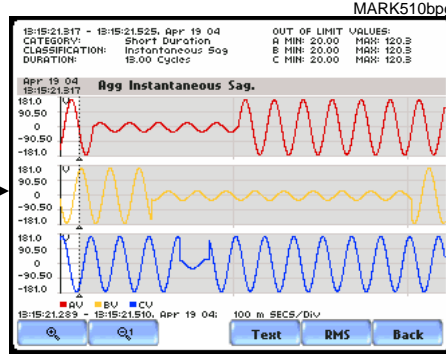 MARK510bpc
13:15:21.317 - 13:15:21.525, Apr 19 04
CATEGORY: Short Duration
CLASSIFICATION: Instantaneous Sag
DURATION: 13.00 Cycles
OUT OF LIMIT VALUES:
A MIN: 20.00 MAX: 120.3
B MIN: 20.00 MAX: 120.3
C MIN: 20.00 MAX: 120.3
Apr 19 04
13:15:21.317
Agg Instantaneous Sag.
181.0 V
90.50
0
-90.50
-181.0
181.0 V
90.50
0
-90.50
-181.0
181.0 V
90.50
0
-90.50
-181.0
AV BV CV
13:15:21.289 - 13:15:21.510, Apr 19 04; 100 m SECS/Div
1
Text
RMS
Back